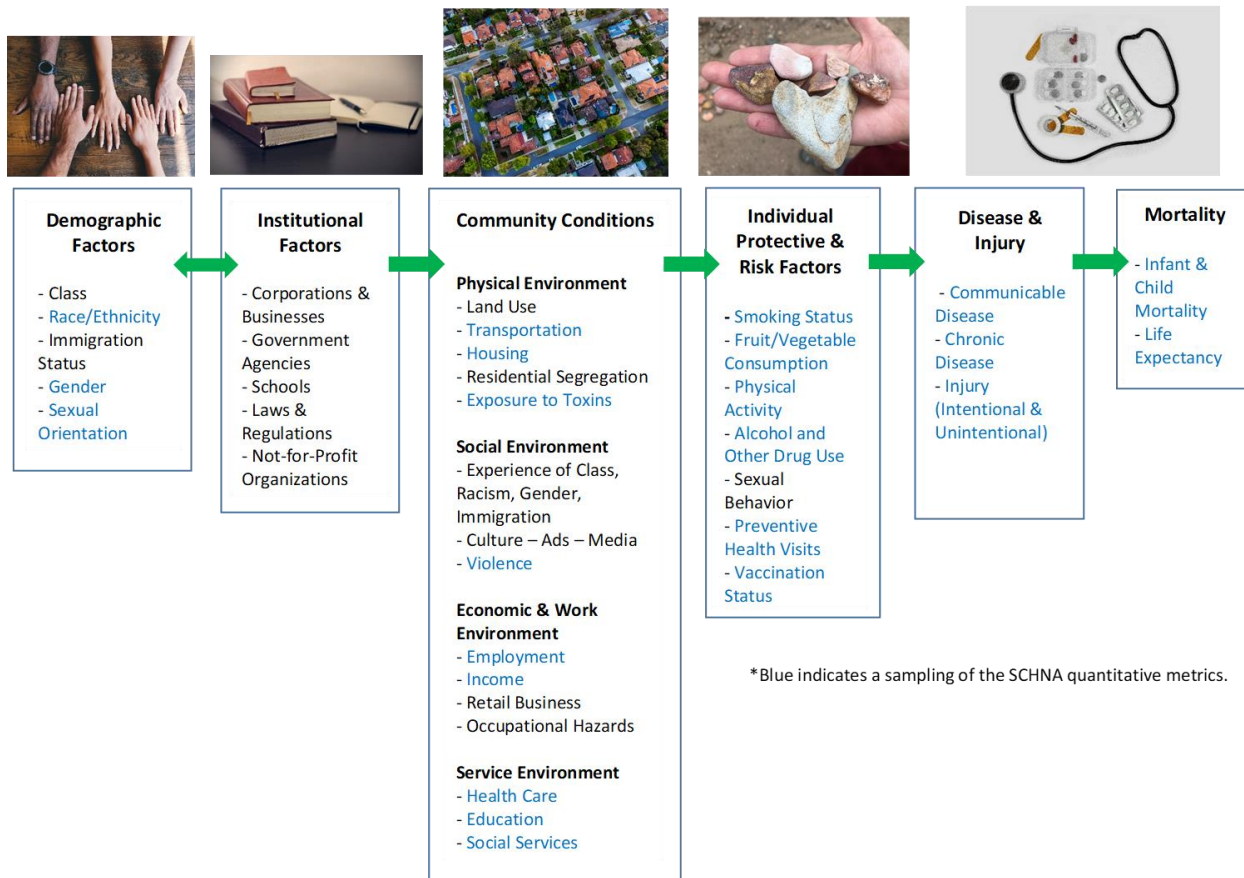 Demographic
Factors
- Class
- Race/Ethnicity
- Immigration
Status
- Gender
- Sexual
Orientation
Institutional
Factors
- Corporations &
Businesses
- Government
Agencies
- Schools
- Laws &
Regulations
- Not-for-Profit
Organizations
Community Conditions
Physical Environment
- Land Use
- Transportation
- Housing
- Residential Segregation
- Exposure to Toxins
Social Environment
- Experience of Class,
Racism, Gender,
Immigration
- Culture – Ads – Media
- Violence
Economic & Work
Environment
- Employment
- Income
- Retail Business
- Occupational Hazards
Service Environment
- Health Care
- Education
- Social Services
Individual
Protective &
Risk Factors
- Smoking Status
- Fruit/Vegetable
Consumption
- Physical
Activity
- Alcohol and
Other Drug Use
- Sexual
Behavior
- Preventive
Health Visits
- Vaccination
Status
Disease &
Injury
- Communicable
Disease
- Chronic
Disease
- Injury
(Intentional &
Unintentional)
Mortality
- Infant &
Child
Mortality
- Life
Expectancy
*Blue indicates a sampling of the SCHNA quantitative metrics.